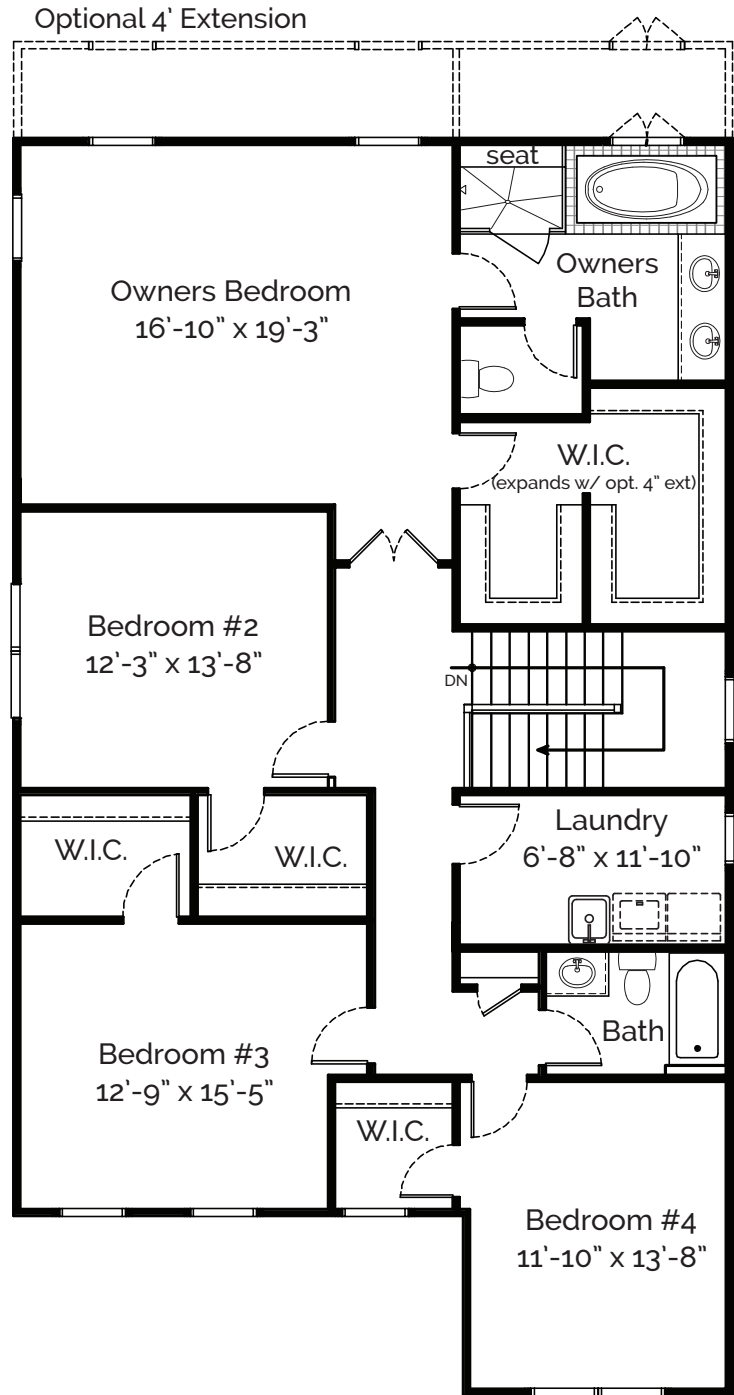 Optional 4’ Extension
seat
Owners Bedroom
16’-10” x 19’-3”
Owners
Bath
W.I.C.
(expands w/ opt. 4” ext)
Bedroom #2
12’-3” x 13’-8”
DN
W.I.C.
W.I.C.
Laundry
6’-8” x 11’-10”
Bedroom #3
12’-9” x 15’-5”
Bath
W.I.C.
Bedroom #4
11’-10” x 13’-8”